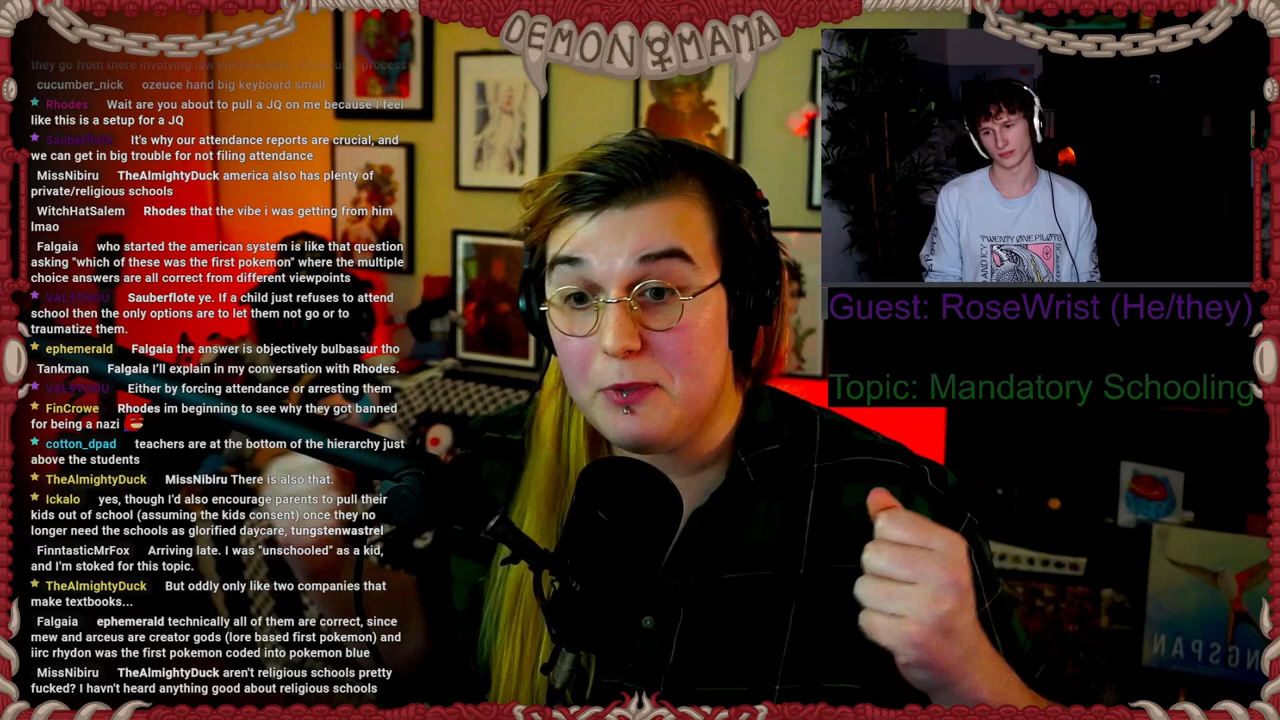 DEMON MAMA
they go from there involving law
cucumber_nick ozeuce hand big keyboard small
Rhodes Wait are you about to pull a JQ on me because I feel
like this is a setup for a JQ
Sauberflote It's why our attendance reports are crucial, and
we can get in big trouble for not filing attendance
MissNibiru TheAlmightyDuck america also has plenty of
private/religious schools
WitchHatSalem Rhodes that the vibe i was getting from him
lmao
Falgaia who started the american system is like that question
asking "which of these was the first pokemon" where the multiple
choice answers are all correct from different viewpoints
VAL9THOU Sauberflote ye. If a child just refuses to attend
school then the only options are to let them not go or to
traumatize them.
ephemerald Falgaia the answer is objectively bulbasaur tho
Tankman Falgaia I'll explain in my conversation with Rhodes.
VAL9THOU Either by forcing attendance or arresting them
FinCrowe Rhodes im beginning to see why they got banned
for being a nazi
cotton_dpad teachers are at the bottom of the hierarchy just
above the students
TheAlmightyDuck MissNibiru There is also that.
Ickalo yes, though I'd also encourage parents to pull their
kids out of school (assuming the kids consent) once they no
longer need the schools as glorified daycare, tungstenwastrel
FinntasticMrFox Arriving late. I was "unschooled" as a kid,
and I'm stoked for this topic.
TheAlmightyDuck But oddly only like two companies that
make textbooks...
Falgaia ephemerald technically all of them are correct, since
mew and arceus are creator gods (lore based first pokemon) and
iirc rhydon was the first pokemon coded into pokemon blue
MissNibiru TheAlmightyDuck aren't religious schools pretty
fucked? I havn't heard anything good about religious schools
TWENTY ØNE PILØTS
Guest: RoseWrist (He/they)
Topic: Mandatory Schooling